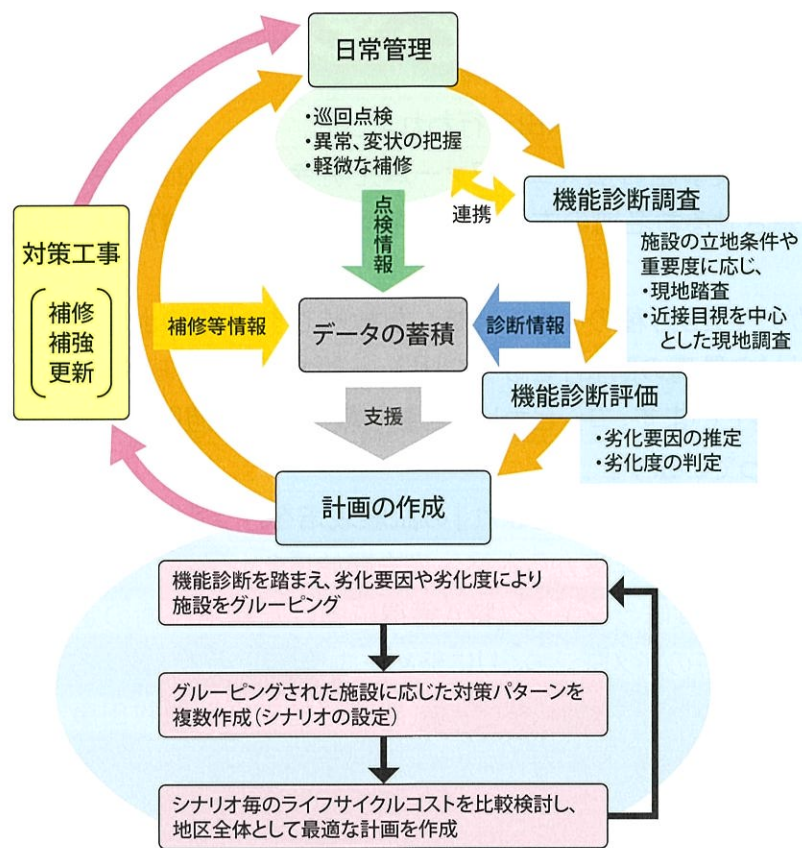 日常管理
・巡回点検
・異常、変状の把握
・軽微な補修
点検情報
連携
機能診断調査
施設の立地条件や
重要度に応じ、
・現地踏査
・近接目視を中心
とした現地調査
対策工事
補修
補強
更新
補修等情報
データの蓄積
診断情報
支援
機能診断評価
・劣化要因の推定
・劣化度の判定
計画の作成
機能診断を踏まえ、劣化要因や劣化度により
施設をグルーピング
グルーピングされた施設に応じた対策パターンを
複数作成(シナリオの設定)
シナリオ毎のライフサイクルコストを比較検討し、
地区全体として最適な計画を作成